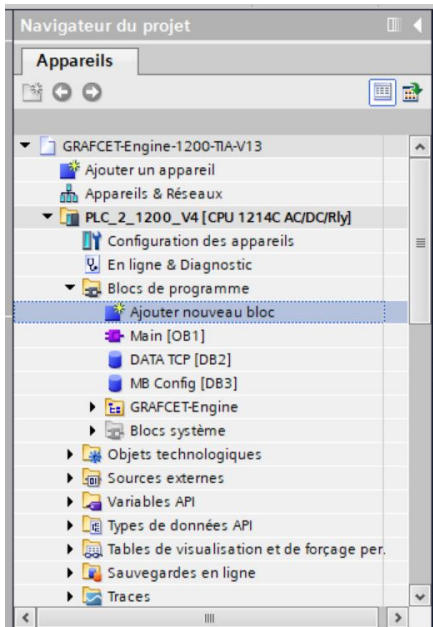 Navigateur du projet
Appareils
GRAFCET-Engine-1200-TIA-V13
Ajouter un appareil
Appareils & Réseaux
PLC_2_1200_V4 [CPU 1214C AC/DC/Rly]
Configuration des appareils
En ligne & Diagnostic
Blocs de programme
Ajouter nouveau bloc
Main [OB1]
DATA TCP [DB2]
MB Config [DB3]
GRAFCET-Engine
Blocs système
Objets technologiques
Sources externes
Variables API
Types de données API
Tables de visualisation et de forçage per.
Sauvegardes en ligne
Traces